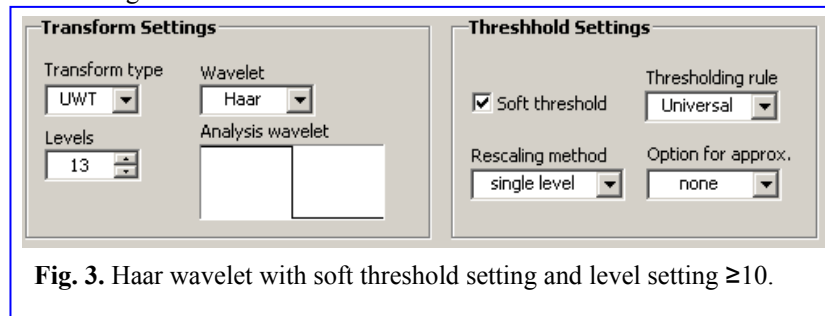 Transform Settings
Transform type
UWT
Wavelet
Haar
Levels
13
Analysis wavelet
Threshhold Settings
Soft threshold
Thresholding rule
Universal
Rescaling method
single level
Option for approx.
none
Fig. 3. Haar wavelet with soft threshold setting and level setting ≥10.